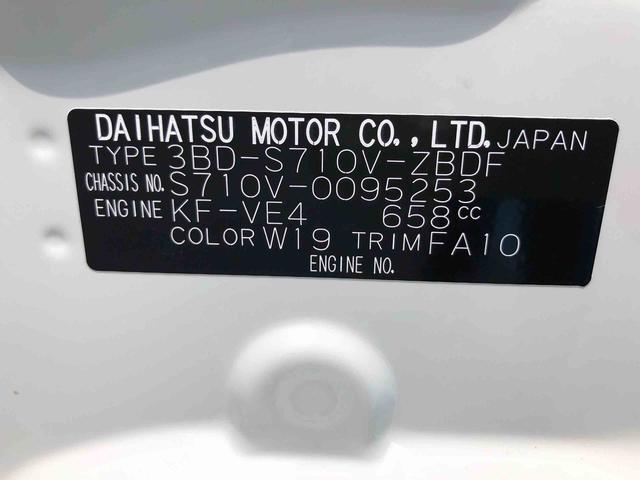 DAIHATSU MOTOR CO.,LTD. JAPAN
TYPE 3BD-S710V-ZBDF
CHASSIS NO. S710V-0095253
ENGINE KF-VE4 658cc
COLOR W19 TRIM FA10
ENGINE NO.